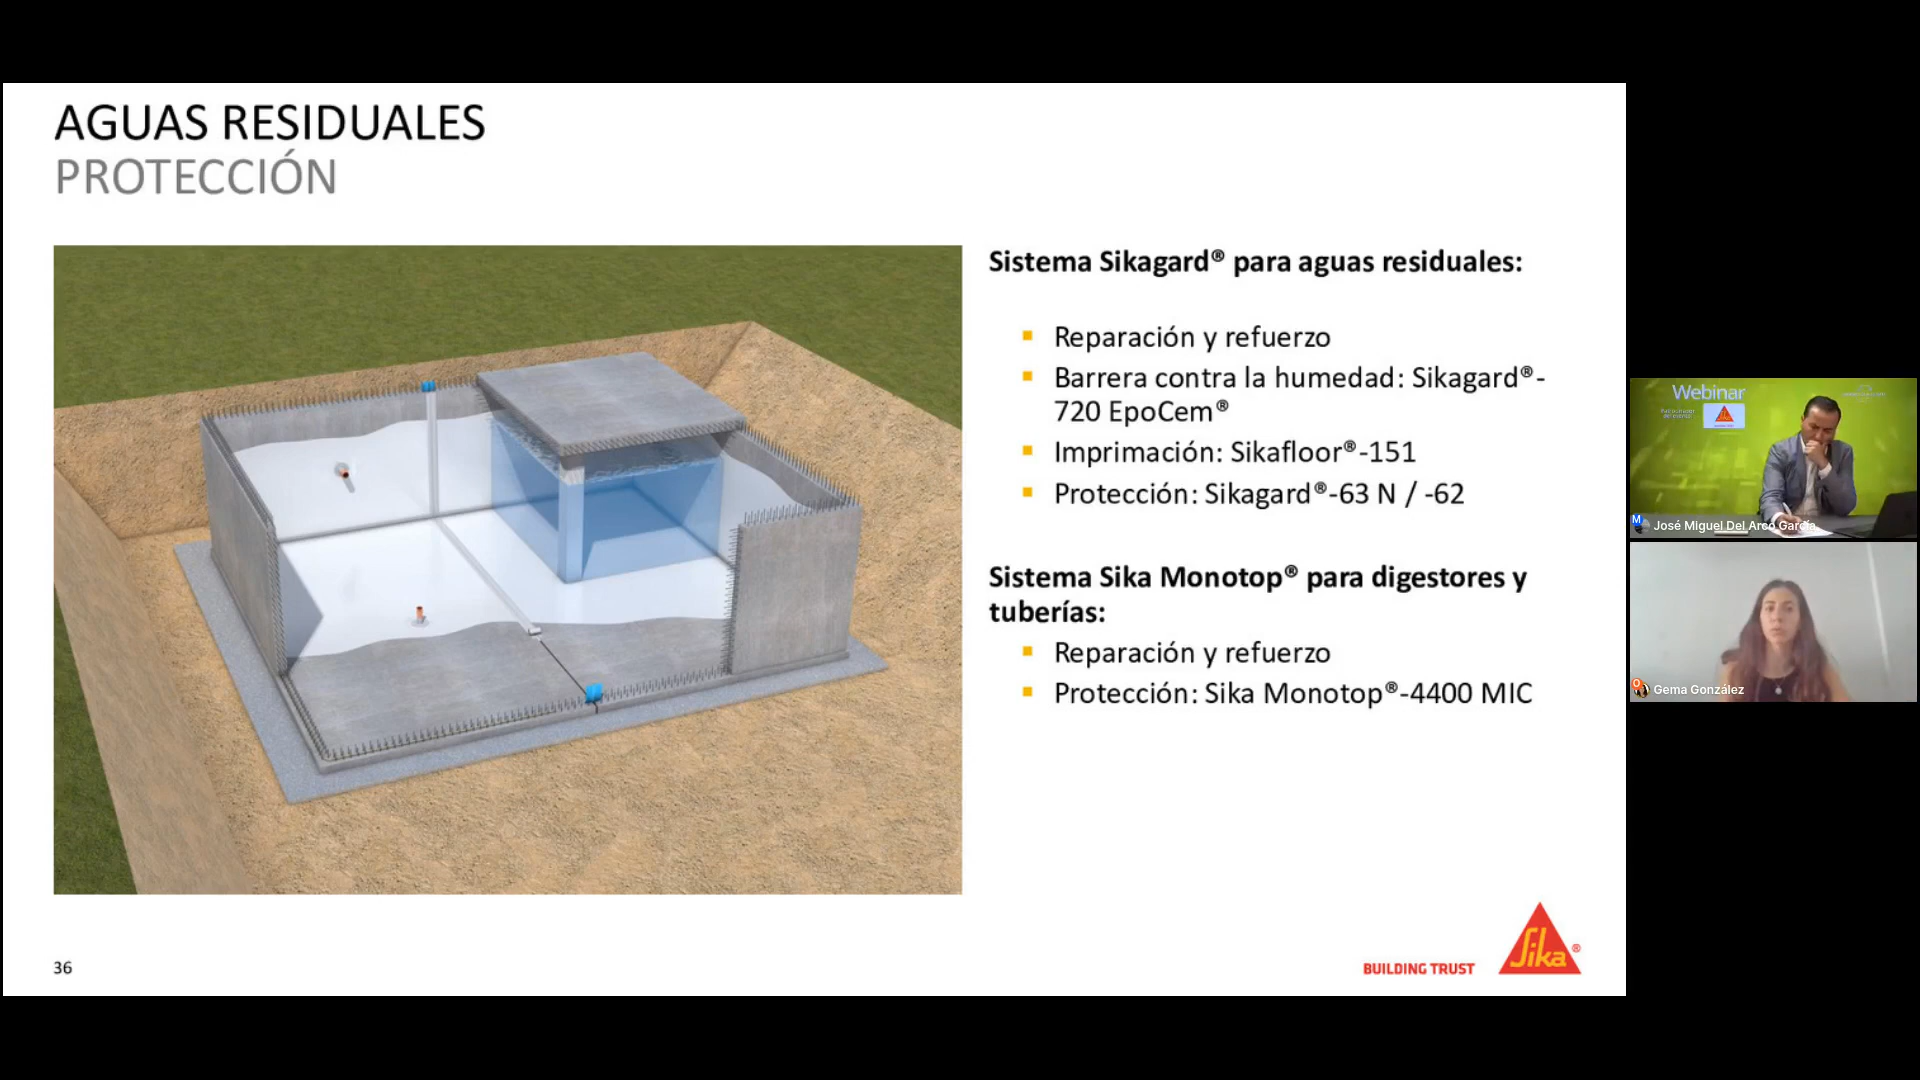 AGUAS RESIDUALES
PROTECCIÓN
Sistema Sikagard® para aguas residuales:
▪ Reparación y refuerzo
▪ Barrera contra la humedad: Sikagard®-
720 EpoCem®
▪ Imprimación: Sikafloor®-151
▪ Protección: Sikagard®-63 N / -62
Sistema Sika Monotop® para digestores y
tuberías:
▪ Reparación y refuerzo
▪ Protección: Sika Monotop®-4400 MIC
36
BUILDING TRUST
Sika®
Webinar
José Miguel Del Arco García
Gema González